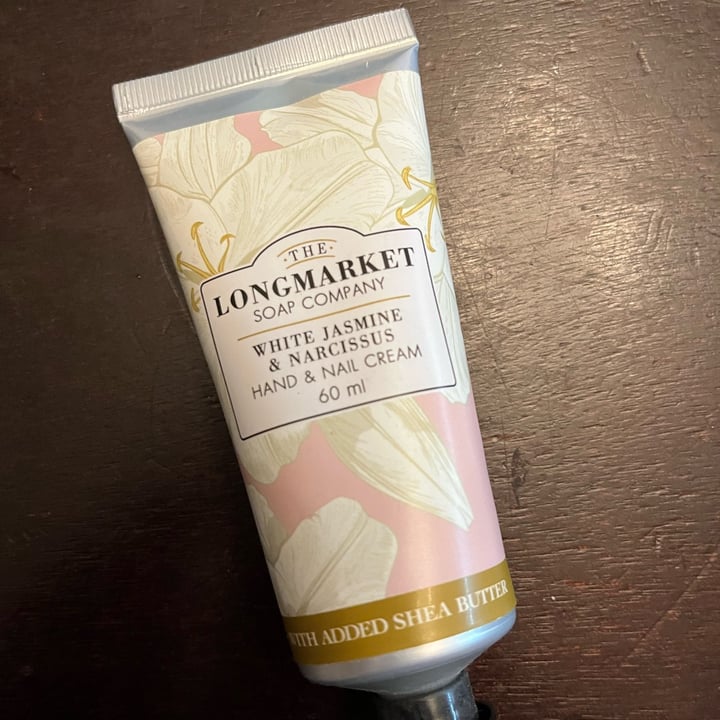 ·THE·
LONGMARKET
SOAP COMPANY
WHITE JASMINE
& NARCISSUS
HAND & NAIL CREAM
60 ml
WITH ADDED SHEA BUTTER